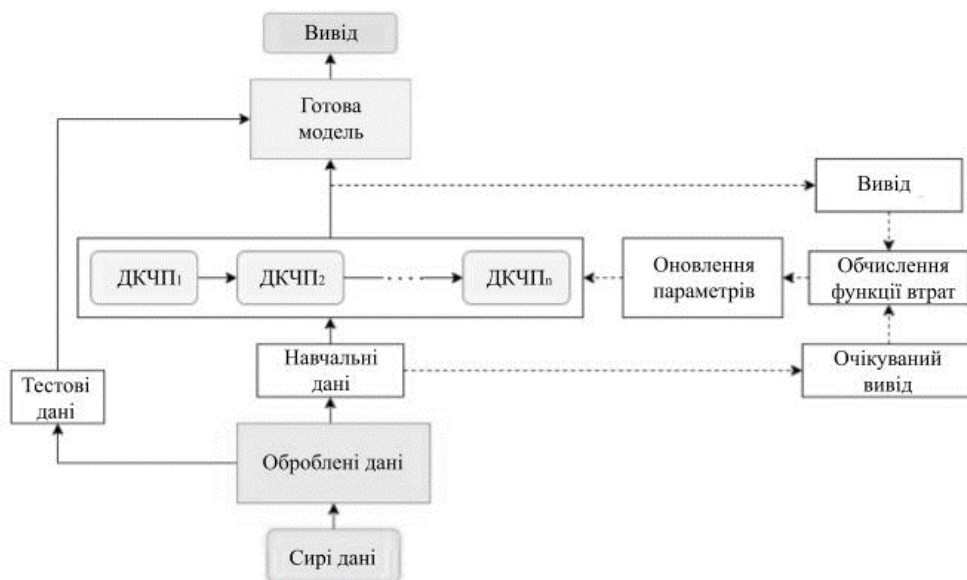 Вивід
Готова
модель
Вивід
ДКЧП₁
ДКЧП₂
...
ДКЧПₙ
Оновлення
параметрів
Обчислення
функції втрат
Навчальні
дані
Очікуваний
вивід
Тестові
дані
Оброблені дані
Сирі дані